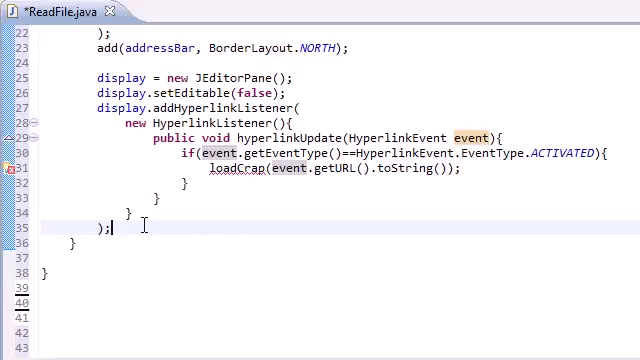 *ReadFile.java
22 );
23 add(addressBar, BorderLayout.NORTH);
24
25 display = new JEditorPane();
26 display.setEditable(false);
27 display.addHyperlinkListener(
28 new HyperlinkListener(){
29 public void hyperlinkUpdate(HyperlinkEvent event){
30 if(event.getEventType()==HyperlinkEvent.EventType.ACTIVATED){
31 loadCrap(event.getURL().toString());
32 }
33 }
34 }
35 );
36 }
37
38 }
39
40
41
42
43